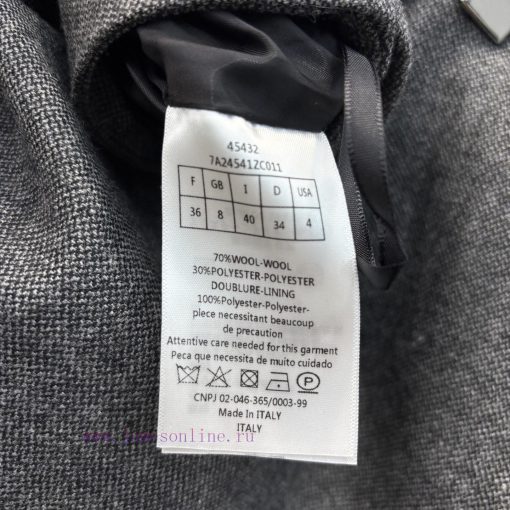 45432
7A24541ZC011
F GB I D USA
36 8 40 34 4
70%WOOL-WOOL
30%POLYESTER-POLYESTER
DOUBLURE-LINING
100%Polyester-Polyester-
piece necessitant beaucoup
de precaution
Attentive care needed for this garment
Peca que necessita de muito cuidado
P
CNPJ 02-046-365/0003-99
Made In ITALY
ITALY